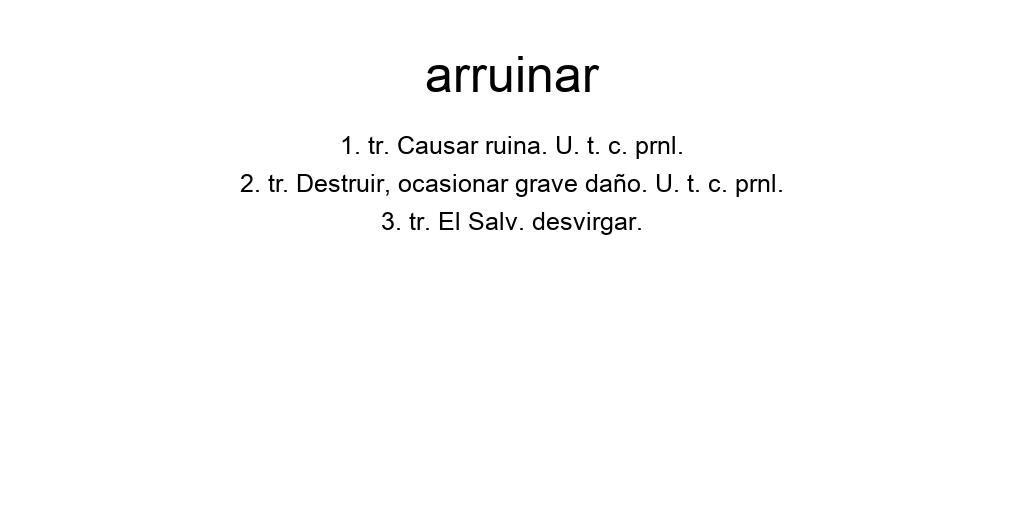 arruinar
1. tr. Causar ruina. U. t. c. prnl.
2. tr. Destruir, ocasionar grave daño. U. t. c. prnl.
3. tr. El Salv. desvirgar.